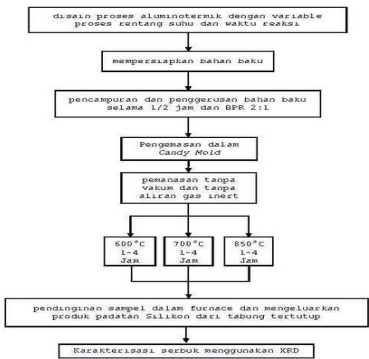 disain proses aluminotermik dengan variable
proses rentang suhu dan waktu reaksi
mempersiapkan bahan baku
pencampuran dan penggerusan bahan baku
selama 1/2 jam dan BPR 2:1
Pengemasan dalam
Candy Mold
pemanasan tanpa
vakum dan tanpa
aliran gas inert
600°C
1-4
Jam
700°C
1-4
Jam
850°C
1-4
Jam
pendinginan sampel dalam furnace dan mengeluarkan
produk padatan Silikon dari tabung tertutup
Karakterisasi serbuk menggunakan XRD